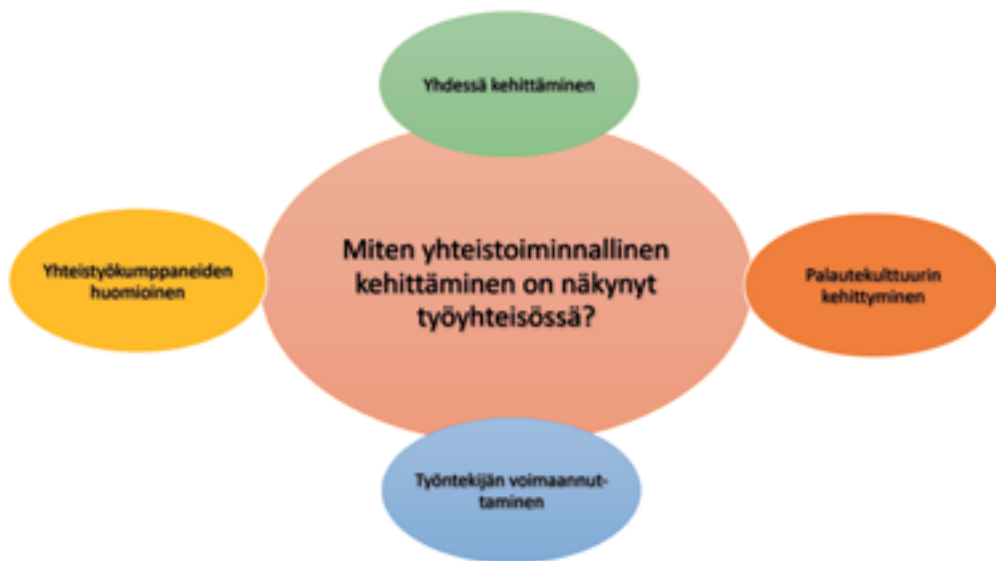 Yhdessä kehittäminen
Miten yhteistoiminnallinen
kehittäminen on näkynyt
työyhteisössä?
Yhteistyökumppaneiden
huomioinen
Palautekulttuurin
kehittyminen
Työntekijän voimaannut-
taminen